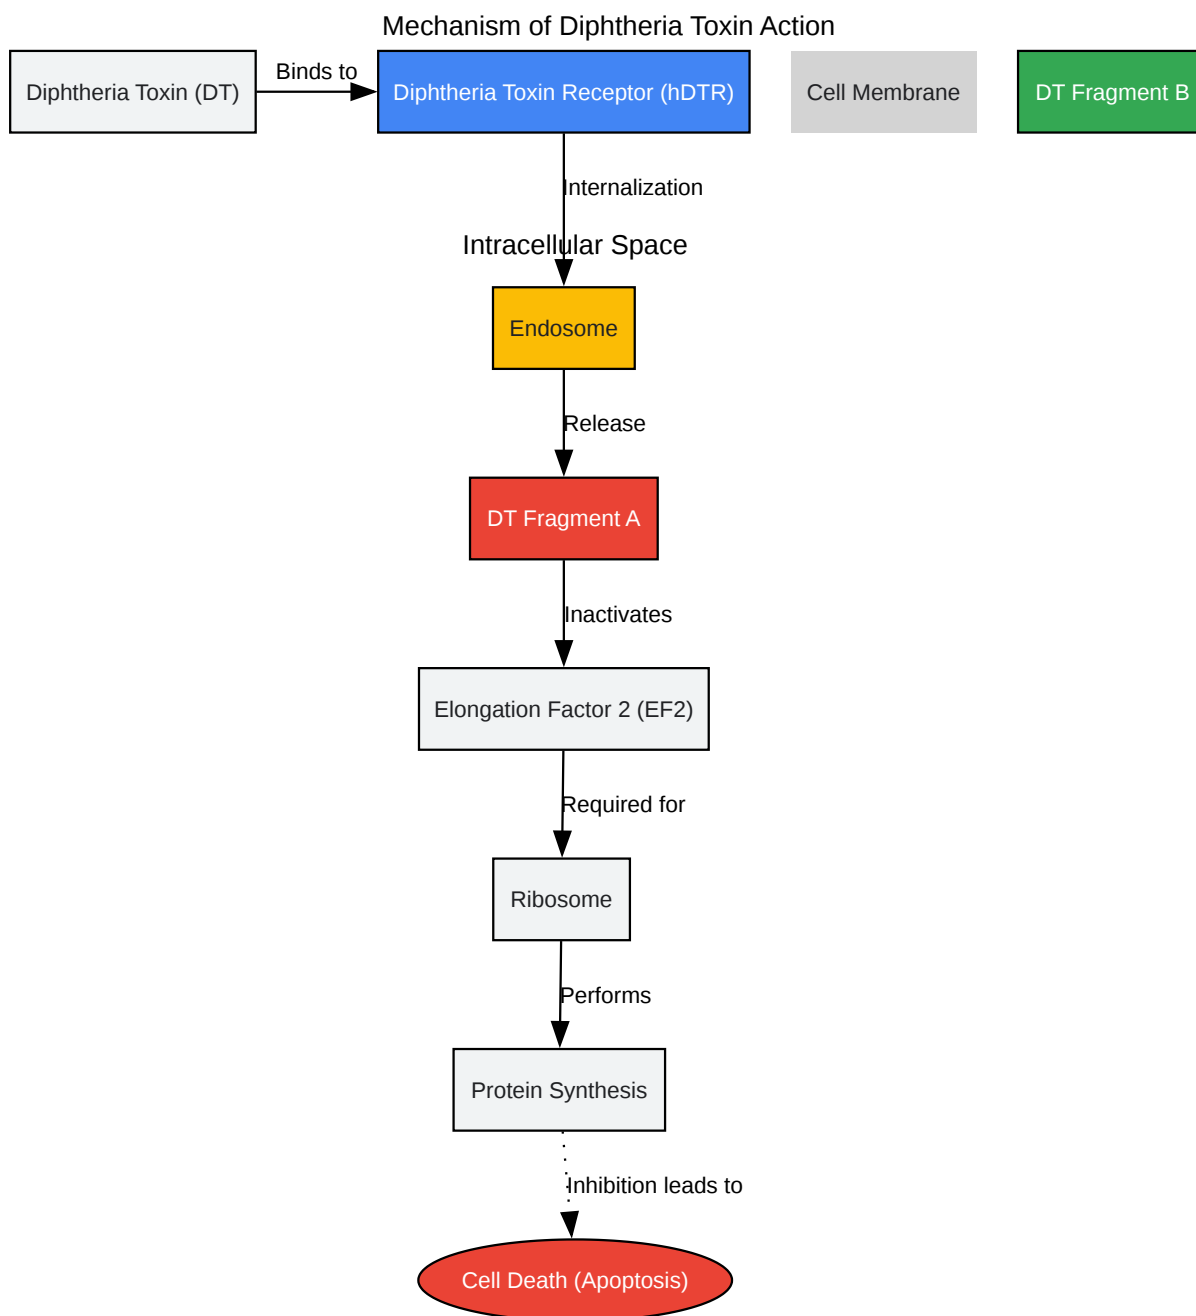 Mechanism of Diphtheria Toxin Action
Diphtheria Toxin (DT)
Binds to
Diphtheria Toxin Receptor (hDTR)
Cell Membrane
DT Fragment B
Internalization
Intracellular Space
Endosome
Release
DT Fragment A
Inactivates
Elongation Factor 2 (EF2)
Required for
Ribosome
Performs
Protein Synthesis
Inhibition leads to
Cell Death (Apoptosis)